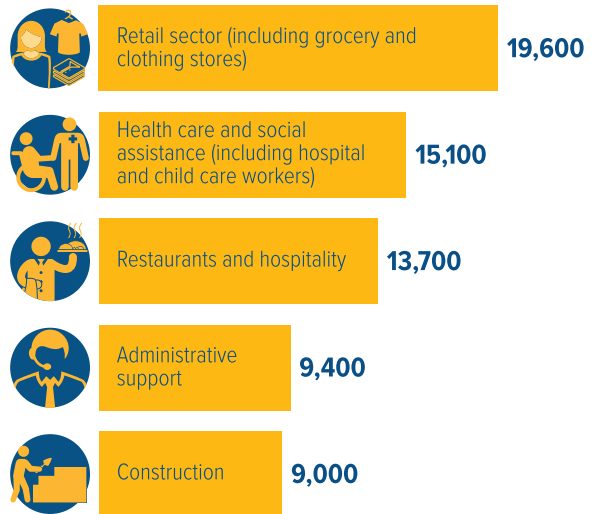 Retail sector (including grocery and
clothing stores)
19,600
Health care and social
assistance (including hospital
and child care workers)
15,100
Restaurants and hospitality
13,700
Administrative
support
9,400
Construction
9,000